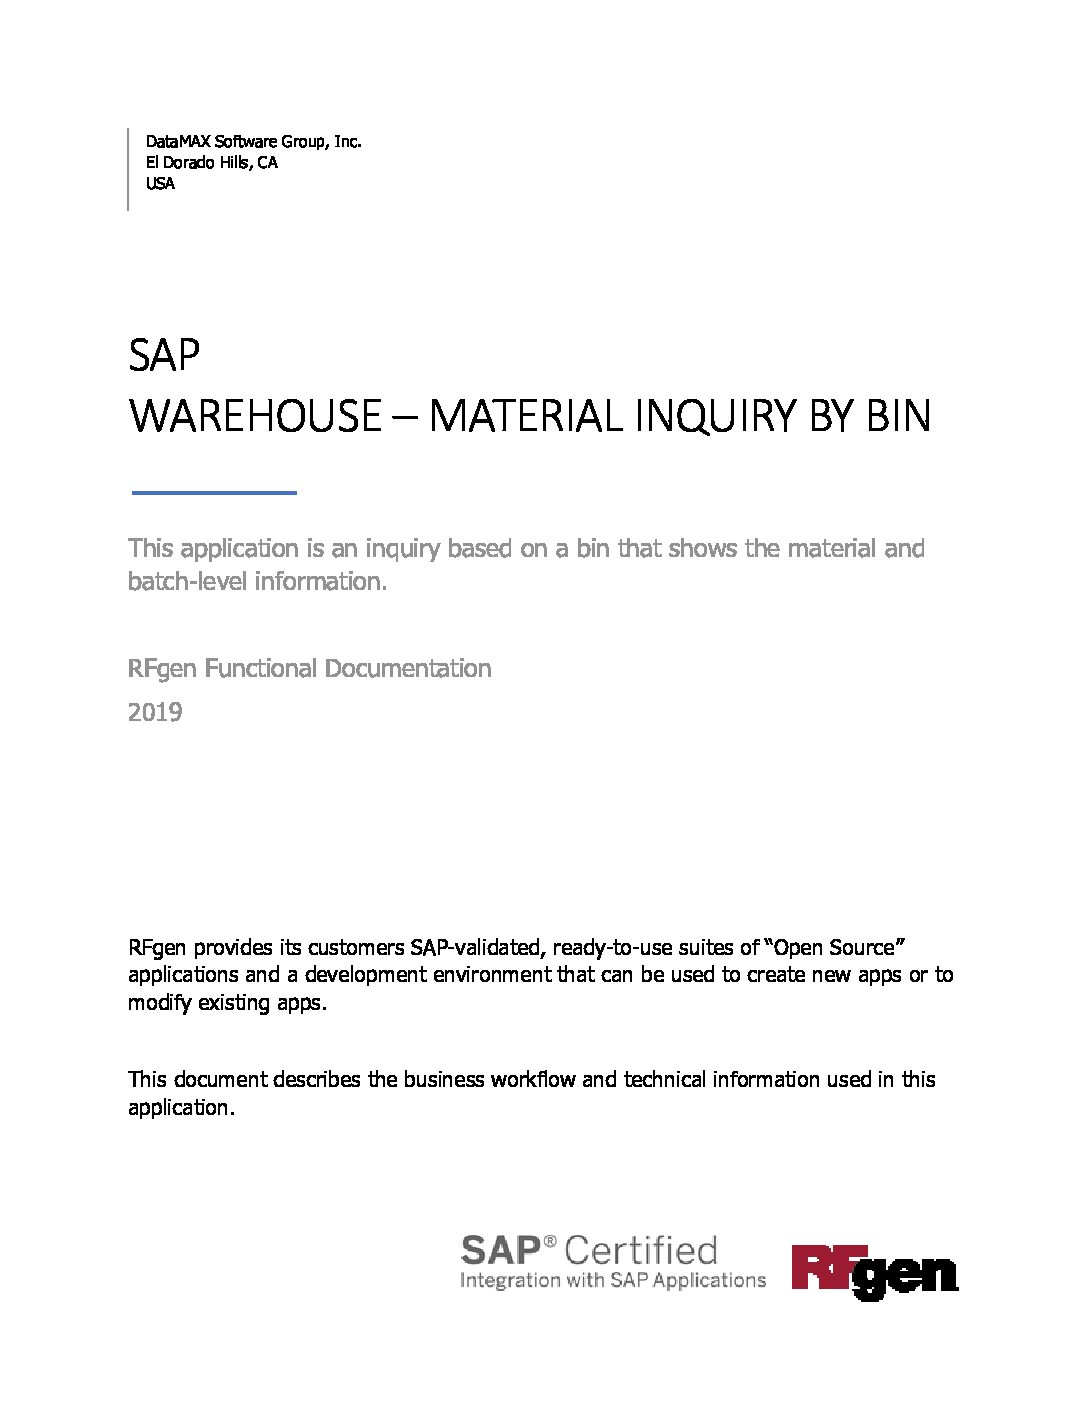 DataMAX Software Group, Inc.
El Dorado Hills, CA
USA
SAP
WAREHOUSE – MATERIAL INQUIRY BY BIN
This application is an inquiry based on a bin that shows the material and
batch-level information.
RFgen Functional Documentation
2019
RFgen provides its customers SAP-validated, ready-to-use suites of “Open Source”
applications and a development environment that can be used to create new apps or to
modify existing apps.
This document describes the business workflow and technical information used in this
application.
SAP® Certified
Integration with SAP Applications
RFgen